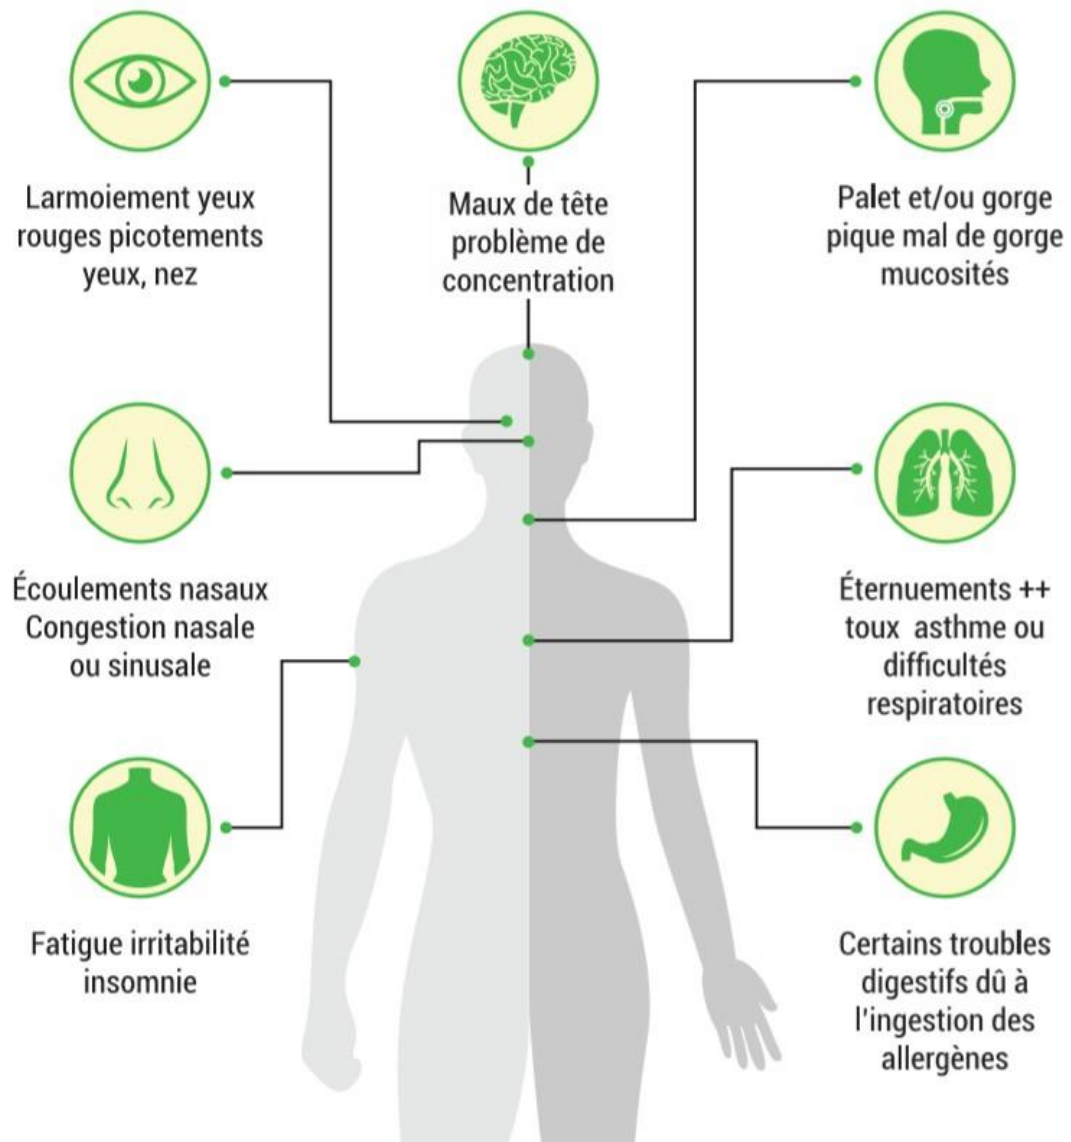 Larmoiement yeux
rouges picotements
yeux, nez
Maux de tête
problème de
concentration
Palet et/ou gorge
pique mal de gorge
mucosités
Écoulements nasaux
Congestion nasale
ou sinusale
Éternuements ++
toux asthme ou
difficultés
respiratoires
Fatigue irritabilité
insomnie
Certains troubles
digestifs dû à
l'ingestion des
allergènes